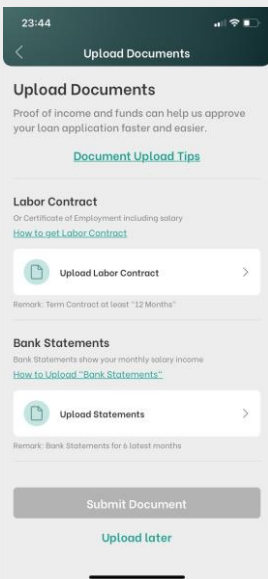 23:44
Upload Documents
Upload Documents
Proof of income and funds can help us approve
your loan application faster and easier.
Document Upload Tips
Labor Contract
Or Certificate of Employment including salary
How to get Labor Contract
Upload Labor Contract
Remark: Term Contract at least "12 Months"
Bank Statements
Bank Statements show your monthly salary income
How to Upload "Bank Statements"
Upload Statements
Remark: Bank Statements for 6 latest months
Submit Document
Upload later